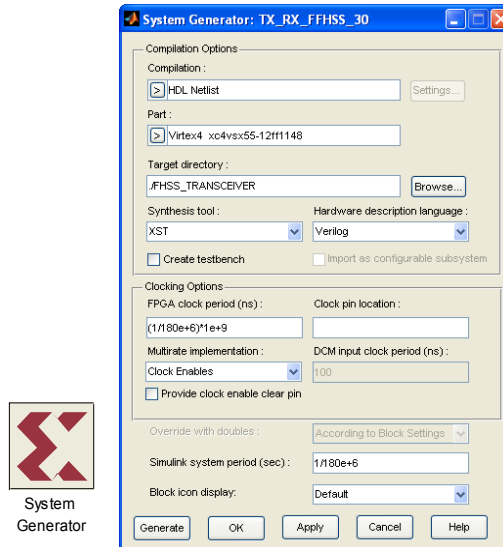 System Generator: TX_RX_FFHSS_30
Compilation Options
Compilation :
> HDL Netlist Settings...
Part :
> Virtex4 xc4vsx55-12ff1148
Target directory :
./FHSS_TRANSCEIVER Browse...
Synthesis tool : Hardware description language :
XST Verilog
Create testbench Import as configurable subsystem
Clocking Options
FPGA clock period (ns) : Clock pin location :
(1/180e+6)*1e+9
Multirate implementation : DCM input clock period (ns) :
Clock Enables 100
Provide clock enable clear pin
Override with doubles : According to Block Settings
Simulink system period (sec) : 1/180e+6
Block icon display: Default
Generate OK Apply Cancel Help
System
Generator